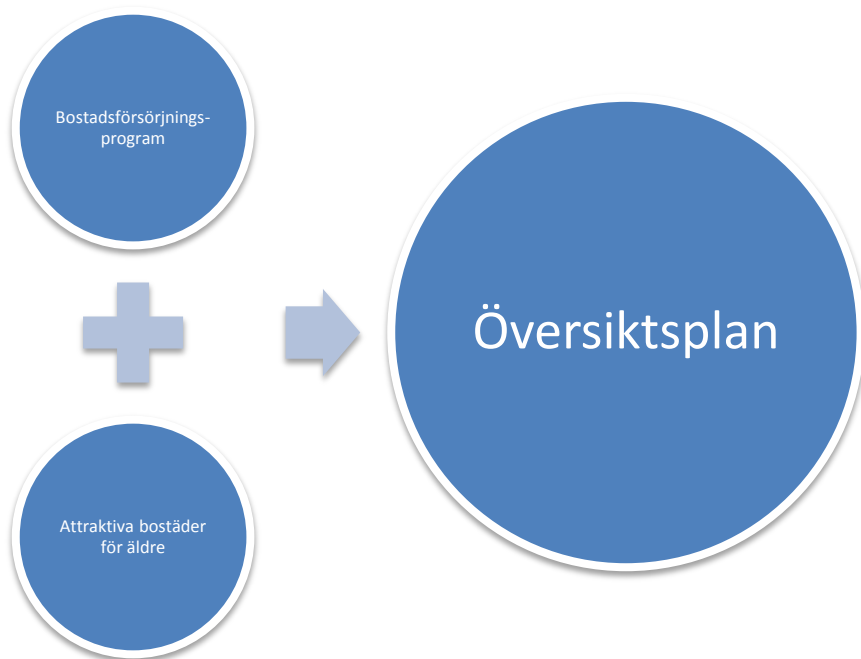 Bostadsförsörjnings-
program
Översiktsplan
Attraktiva bostäder
för äldre